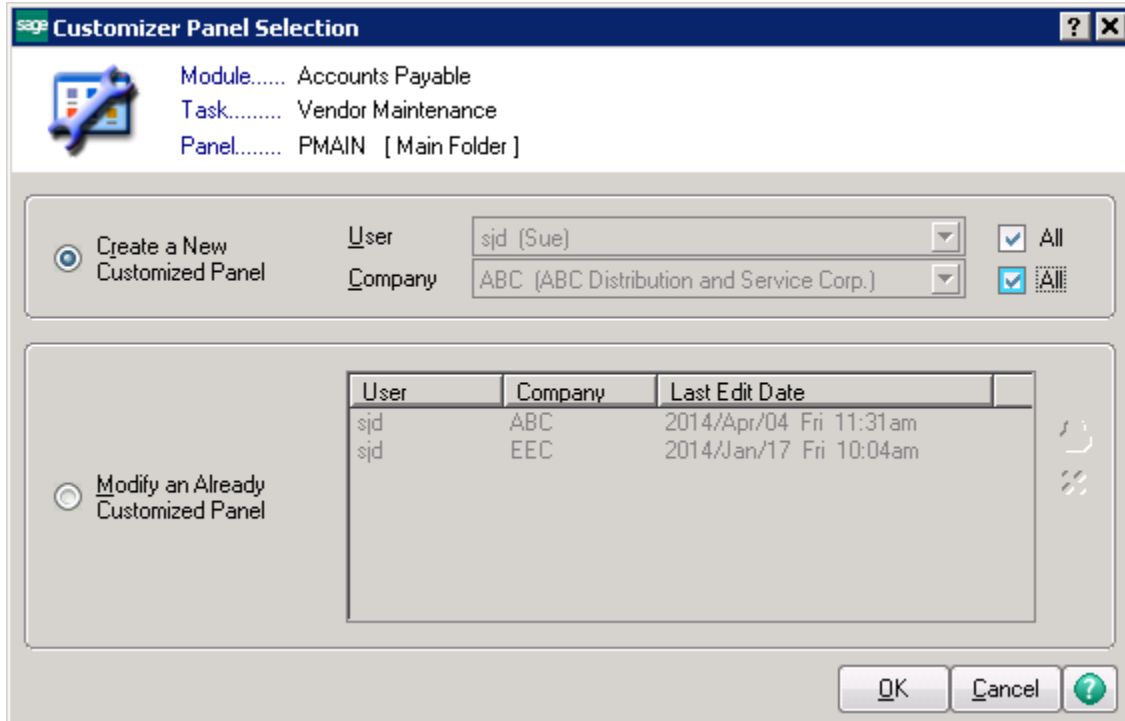 sage Customizer Panel Selection ? X
Module...... Accounts Payable
Task......... Vendor Maintenance
Panel........ PMAIN [ Main Folder ]
Create a New
Customized Panel
User sjd (Sue) All
Company ABC (ABC Distribution and Service Corp.) All
User Company Last Edit Date
sjd ABC 2014/Apr/04 Fri 11:31am
sjd EEC 2014/Jan/17 Fri 10:04am
Modify an Already
Customized Panel
OK Cancel ?